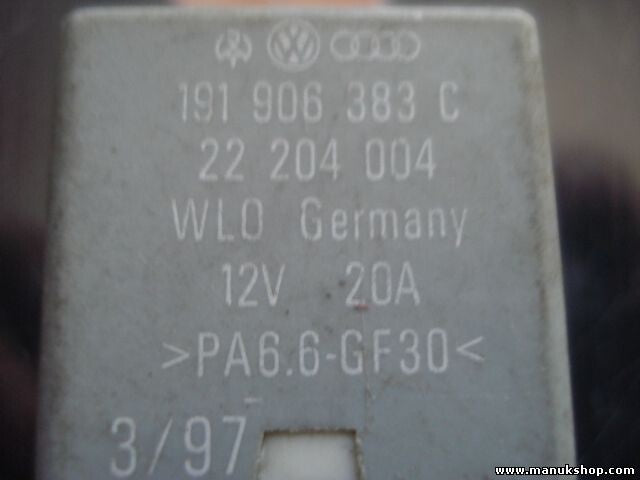 191 906 383 C
22 204 004
WLO Germany
12V 20A
>PA6.6-GF30<
3/97
www.manukshop.com